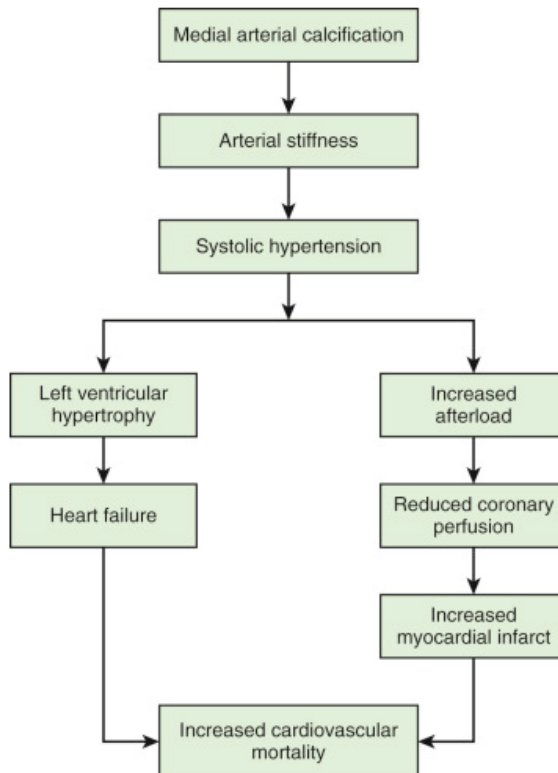 Medial arterial calcification
Arterial stiffness
Systolic hypertension
Left ventricular
hypertrophy
Increased
afterload
Heart failure
Reduced coronary
perfusion
Increased
myocardial infarct
Increased cardiovascular
mortality